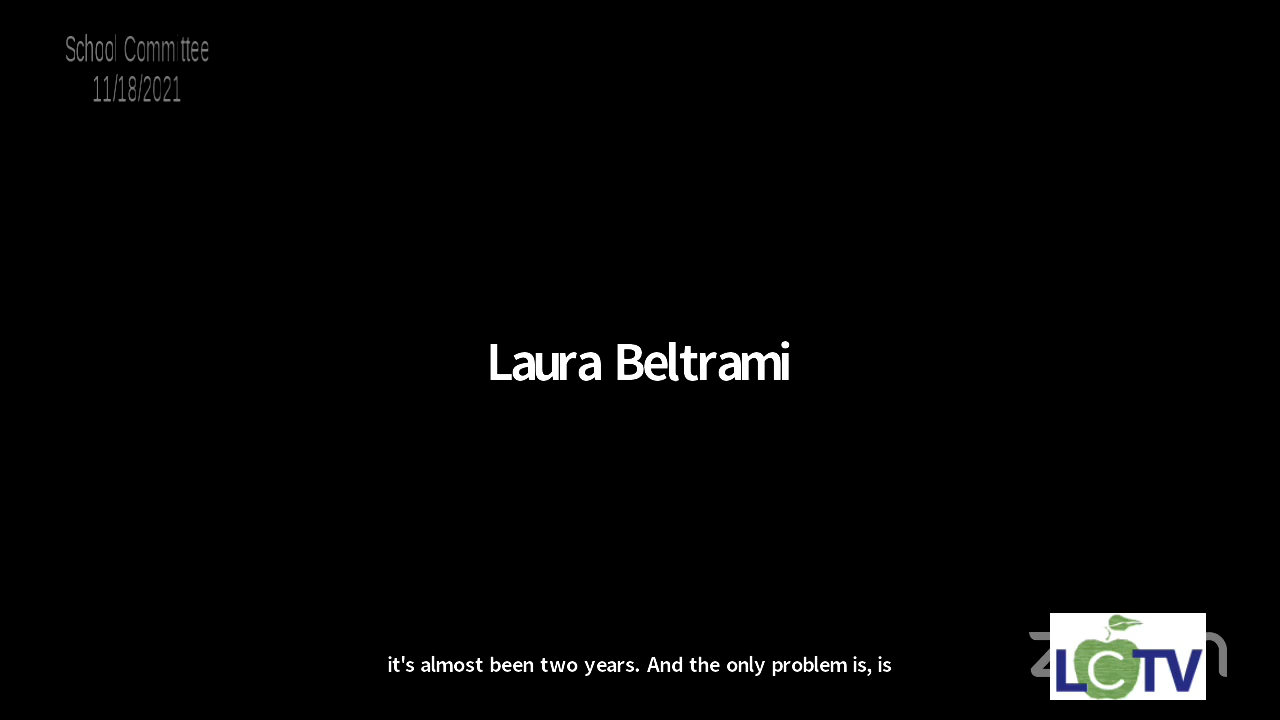 School Committee
11/18/2021
Laura Beltrami
it's almost been two years. And the only problem is, is
LCTV